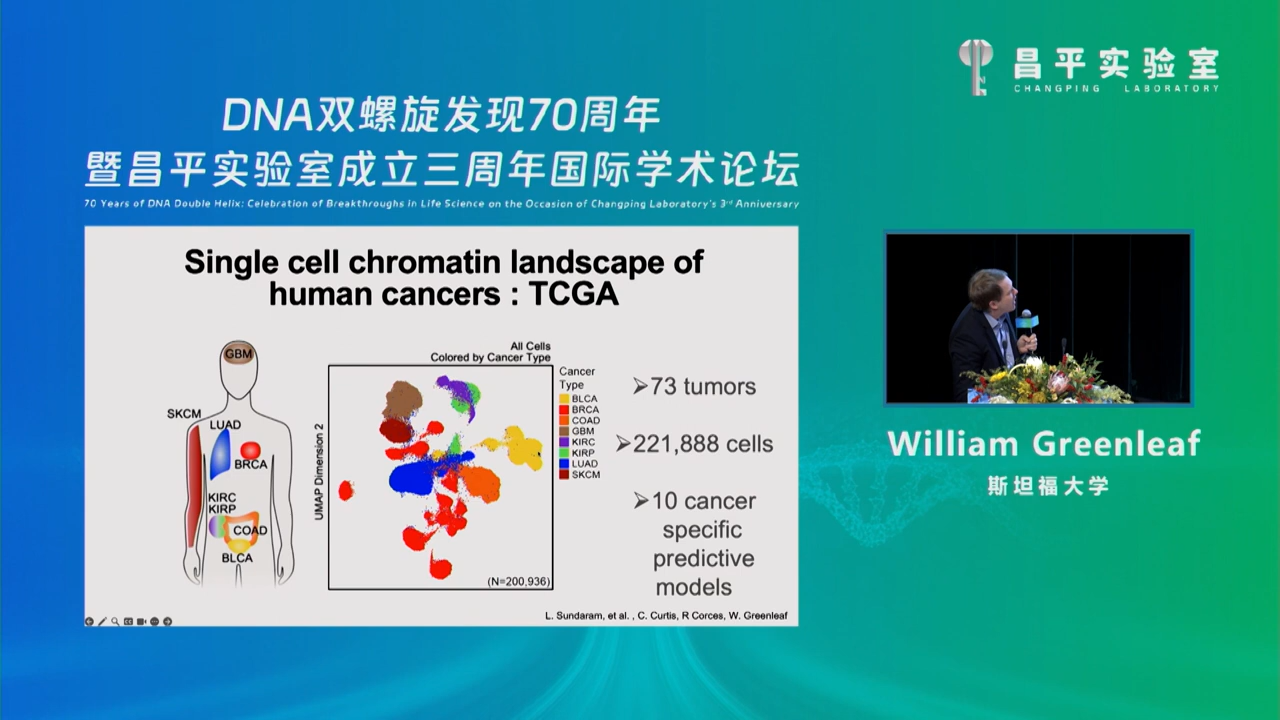 昌平实验室
CHANGPING LABORATORY
DNA双螺旋发现70周年
暨昌平实验室成立三周年国际学术论坛
70 Years of DNA Double Helix: Celebration of Breakthroughs in Life Science on the Occasion of Changping Laboratory's 3rd Anniversary
Single cell chromatin landscape of
human cancers : TCGA
GBM
SKCM
LUAD
BRCA
KIRC
KIRP
COAD
BLCA
All Cells
Colored by Cancer Type
UMAP Dimension 2
(N=200,936)
Cancer
Type
BLCA
BRCA
COAD
GBM
KIRC
KIRP
LUAD
SKCM
➢73 tumors
➢221,888 cells
➢10 cancer
specific
predictive
models
L. Sundaram, et al. , C. Curtis, R Corces, W. Greenleaf
William Greenleaf
斯坦福大学